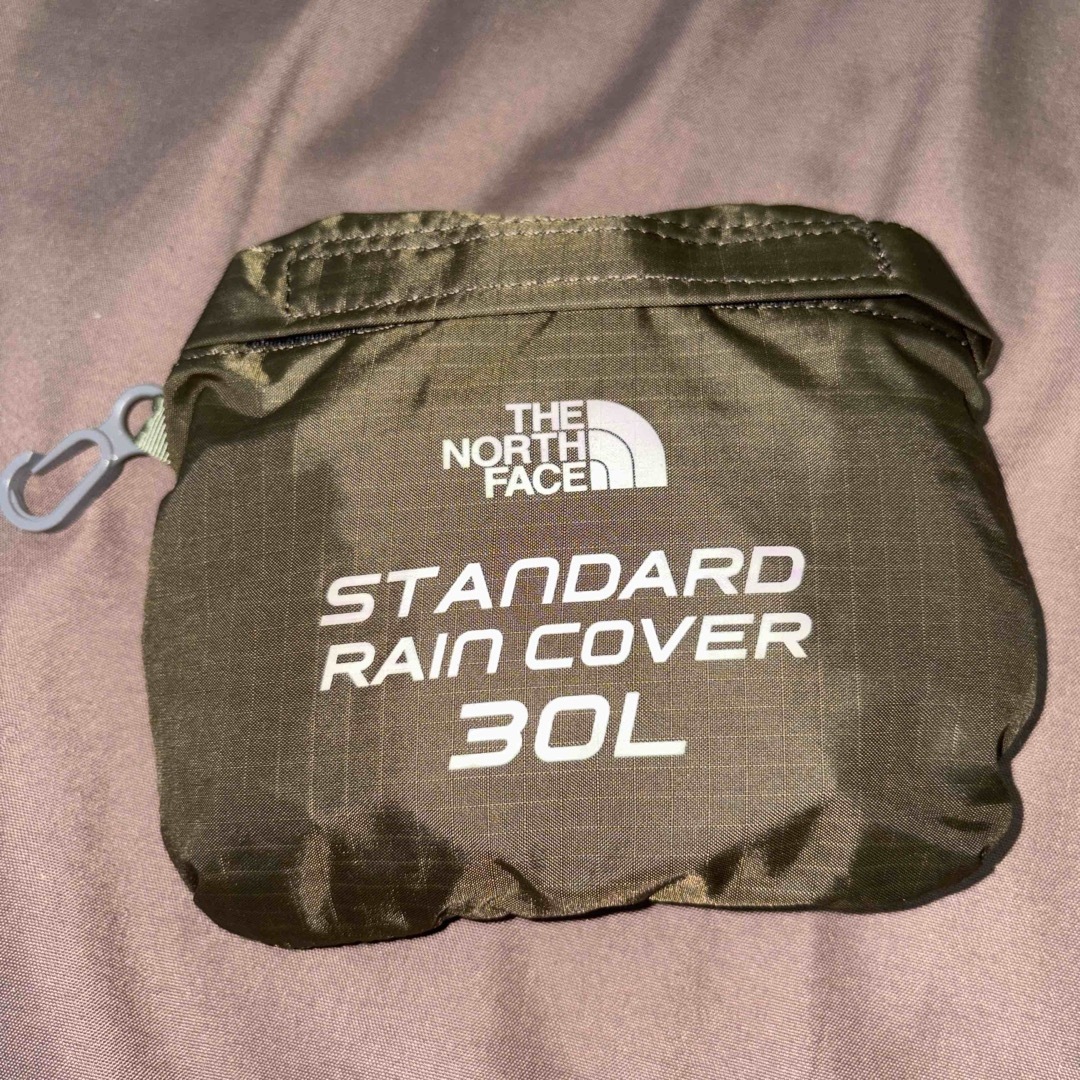 THE
NORTH
FACE
STANDARD
RAIN COVER
30L